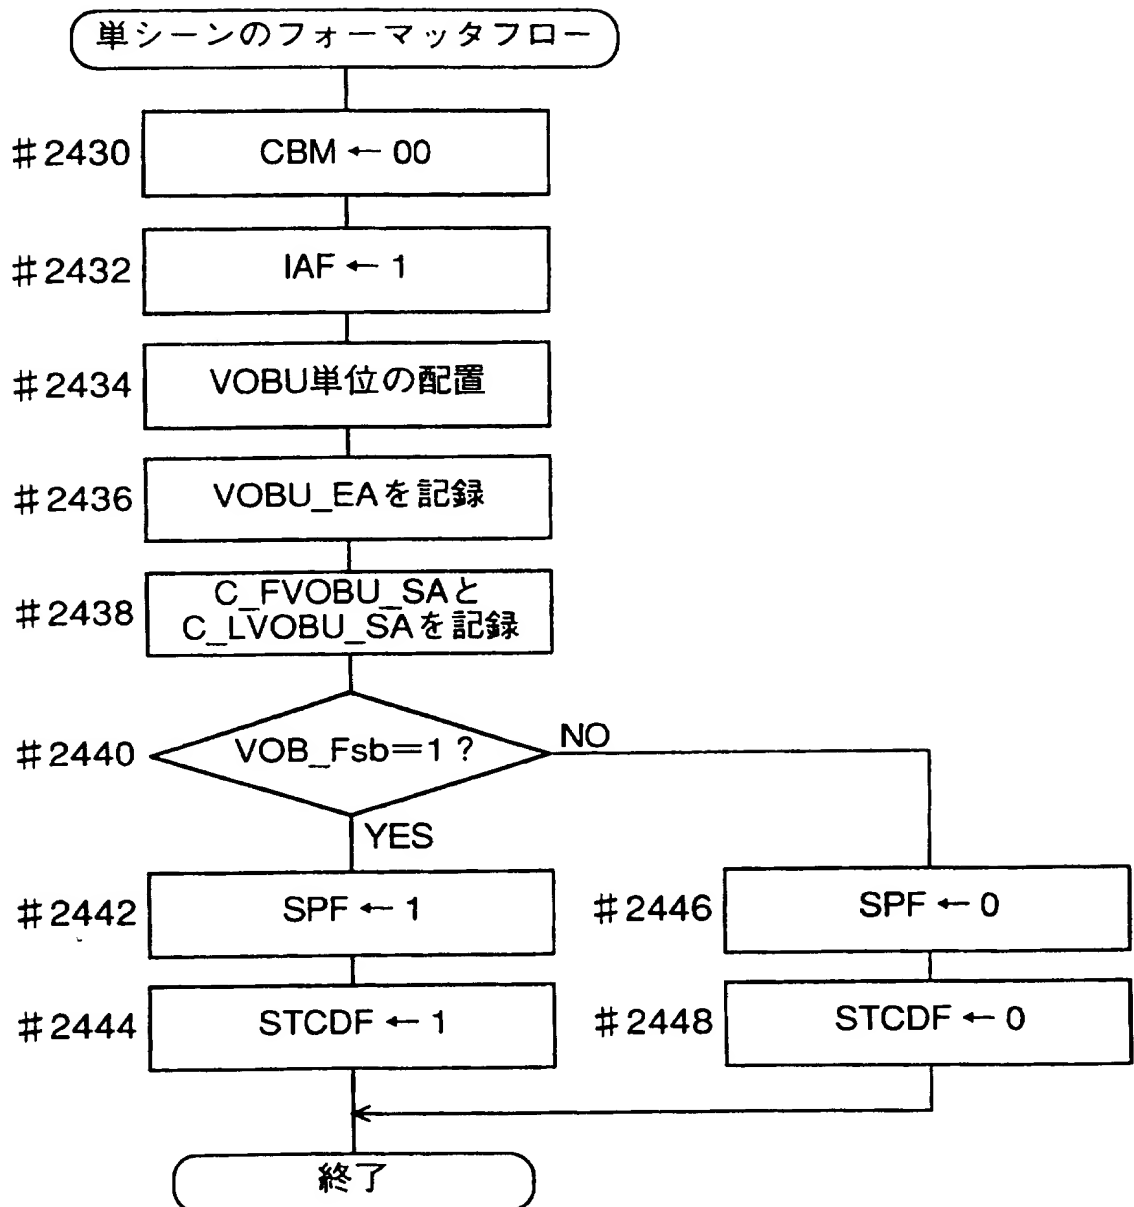 単シーンのフォーマッタフロー
#2430
CBM ← 00
#2432
IAF ← 1
#2434
VOBU単位の配置
#2436
VOBU_EAを記録
#2438
C_FVOBU_SAと
C_LVOBU_SAを記録
#2440
VOB_Fsb=1？
NO
YES
#2442
SPF ← 1
#2446
SPF ← 0
#2444
STCDF ← 1
#2448
STCDF ← 0
終了